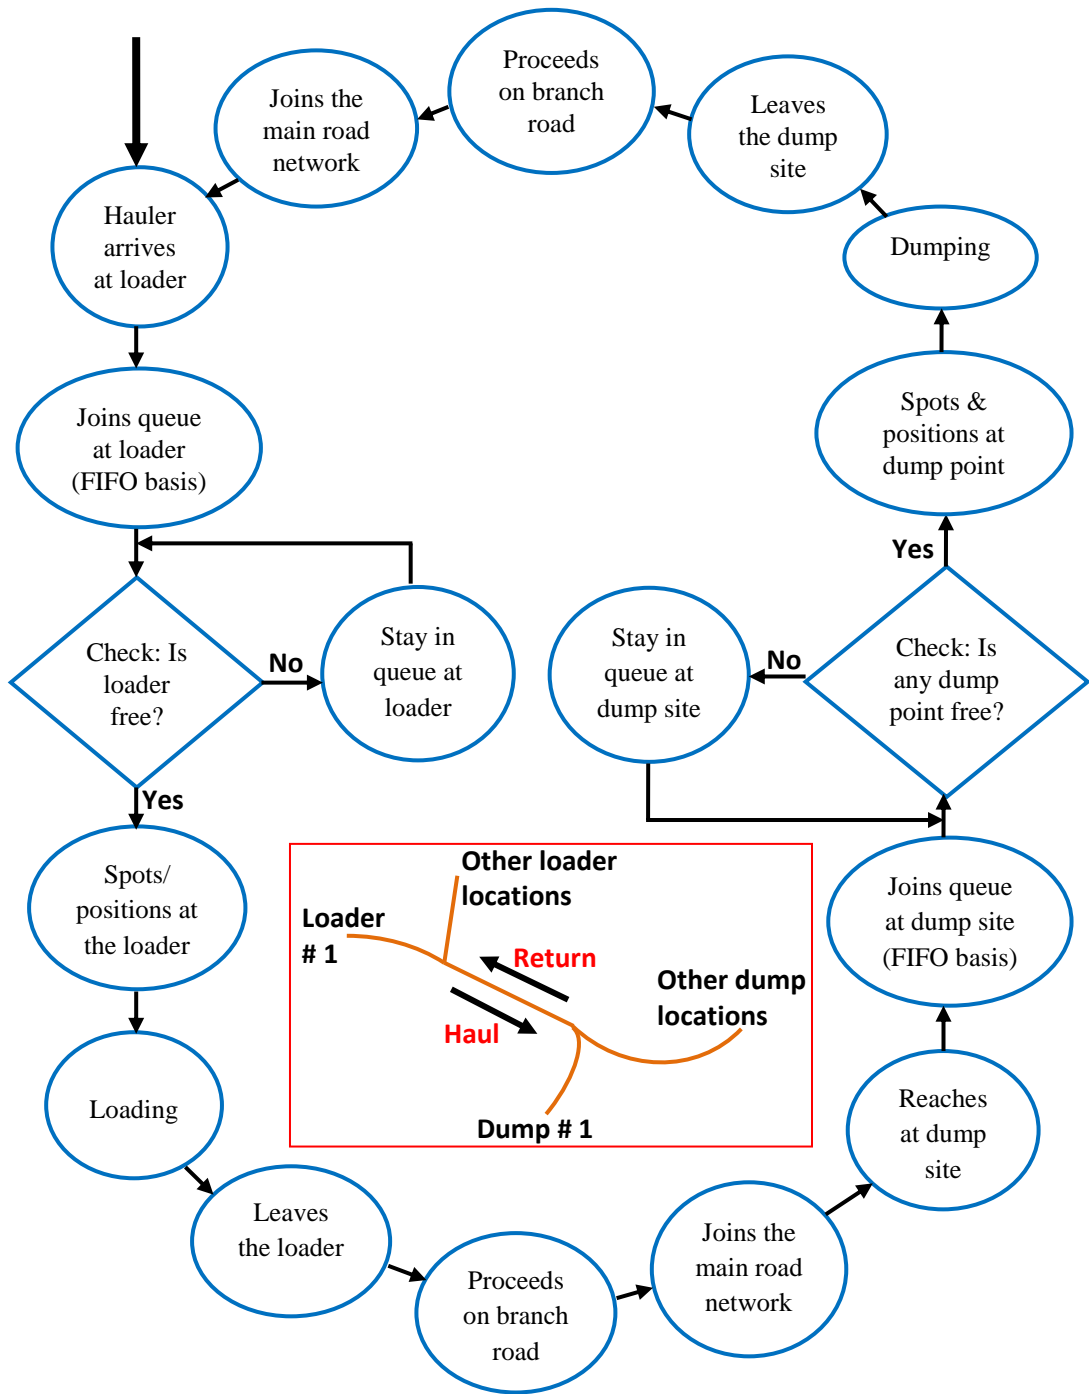 Proceeds
on branch
road
Joins the
main road
network
Leaves
the dump
site
Hauler
arrives
at loader
Dumping
Joins queue
at loader
(FIFO basis)
Spots &
positions at
dump point
Yes
Check: Is
loader
free?
No
Stay in
queue at
loader
Stay in
queue at
dump site
No
Check: Is
any dump
point free?
Yes
Spots/
positions at
the loader
Other loader
locations
Loader
# 1
Return
Haul
Other dump
locations
Dump # 1
Joins queue
at dump site
(FIFO basis)
Loading
Reaches
at dump
site
Leaves
the loader
Proceeds
on branch
road
Joins the
main road
network